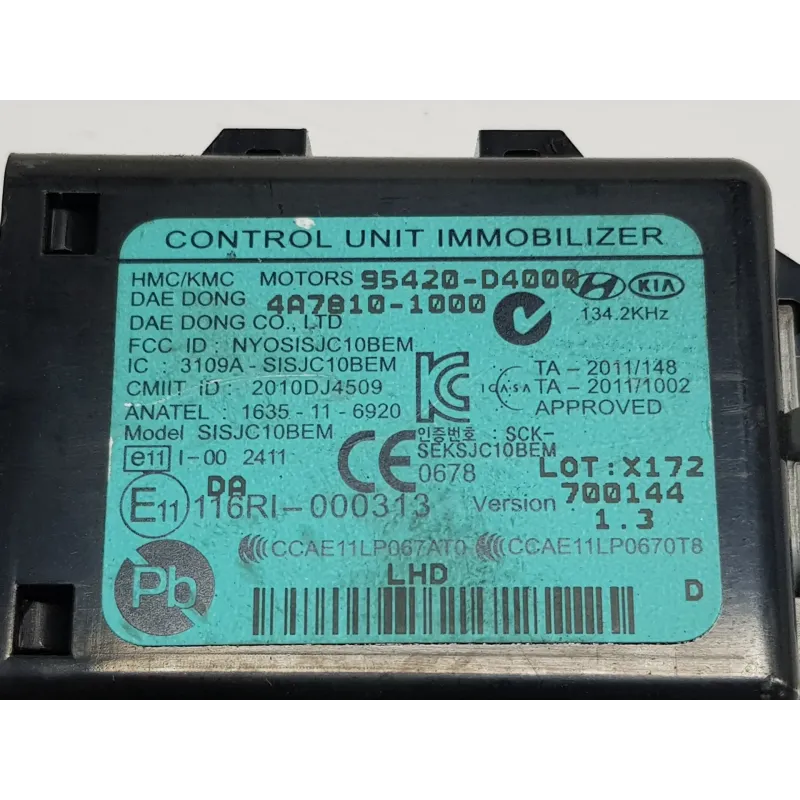 CONTROL UNIT IMMOBILIZER
HMC/KMC MOTORS 95420-D4000 KIA
DAE DONG 4A7810-1000 134.2KHz
DAE DONG CO., LTD
FCC ID : NYOSISJC10BEM
IC : 3109A - SISJC10BEM
TA - 2011/148
CMIIT ID : 2010DJ4509
ICASA TA - 2011/1002
ANATEL : 1635 - 11 - 6920
APPROVED
Model SISJC10BEM
인증번호 : SCK-
SEKSJC10BEM
e11 I-00 2411
CE 0678 LOT:X172
DA
E11 116RI-000313 Version 700144
1.3
CCAE11LP067AT0 CCAE11LP0670T8
Pb LHD D